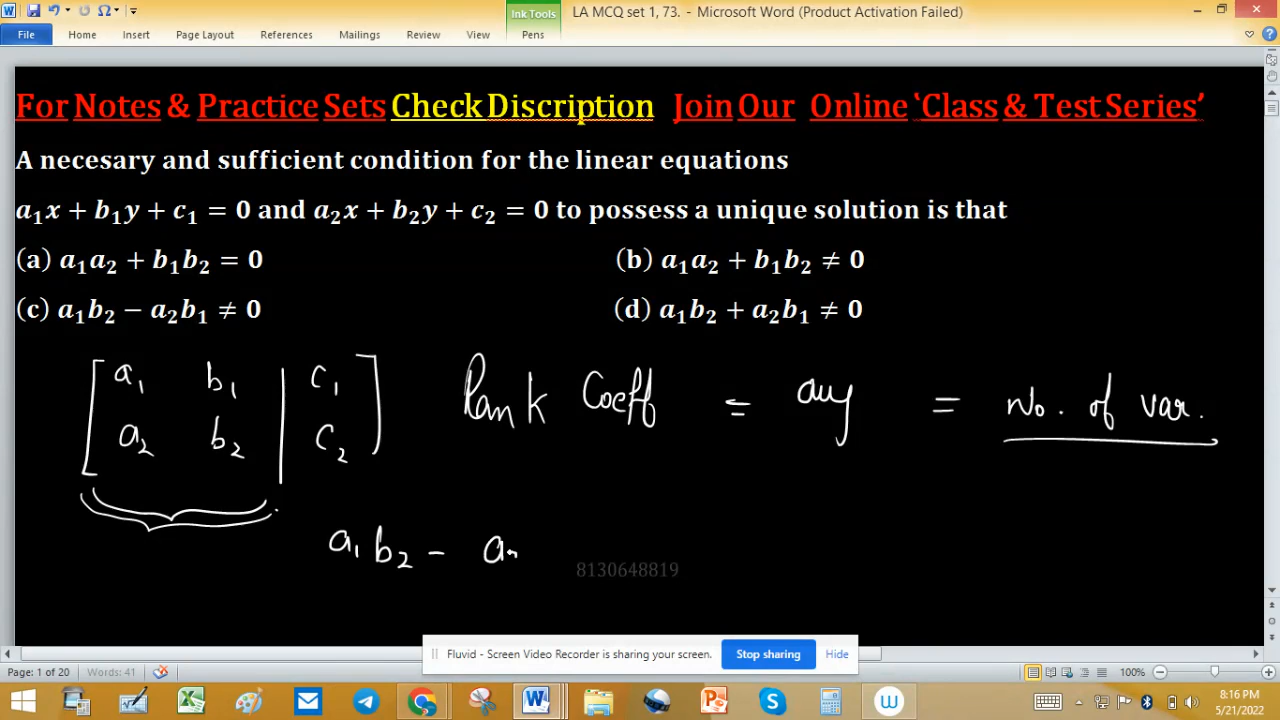 Ink Tools
LA MCQ set 1, 73. - Microsoft Word (Product Activation Failed)
File Home Insert Page Layout References Mailings Review View Pens
For Notes & Practice Sets Check Discription Join Our Online 'Class & Test Series'
A necesary and sufficient condition for the linear equations
a₁x + b₁y + c₁ = 0 and a₂x + b₂y + c₂ = 0 to possess a unique solution is that
(a) a₁a₂ + b₁b₂ = 0 (b) a₁a₂ + b₁b₂ ≠ 0
(c) a₁b₂ − a₂b₁ ≠ 0 (d) a₁b₂ + a₂b₁ ≠ 0
a₁ b₁ | c₁
a₂ b₂ | c₂
Rank Coeff = aug = No. of var.
a₁ b₂ − a
8130648819
Fluvid - Screen Video Recorder is sharing your screen. Stop sharing Hide
Page: 1 of 20 Words: 41 100%
8:16 PM
5/21/2022